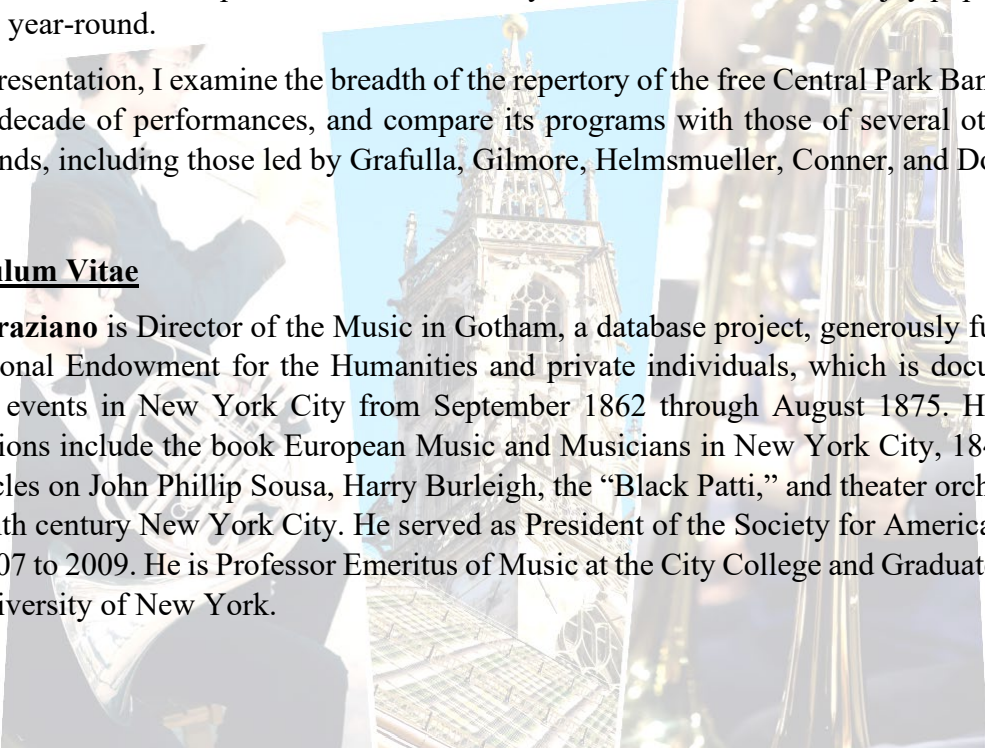 year-round.
resentation, I examine the breadth of the repertory of the free Central Park Ban
decade of performances, and compare its programs with those of several ot
nds, including those led by Grafulla, Gilmore, Helmsmueller, Conner, and Do
lum Vitae
raziano is Director of the Music in Gotham, a database project, generously fu
onal Endowment for the Humanities and private individuals, which is docu
events in New York City from September 1862 through August 1875. H
ions include the book European Music and Musicians in New York City, 184
cles on John Phillip Sousa, Harry Burleigh, the “Black Patti,” and theater orch
th century New York City. He served as President of the Society for America
07 to 2009. He is Professor Emeritus of Music at the City College and Graduat
iversity of New York.